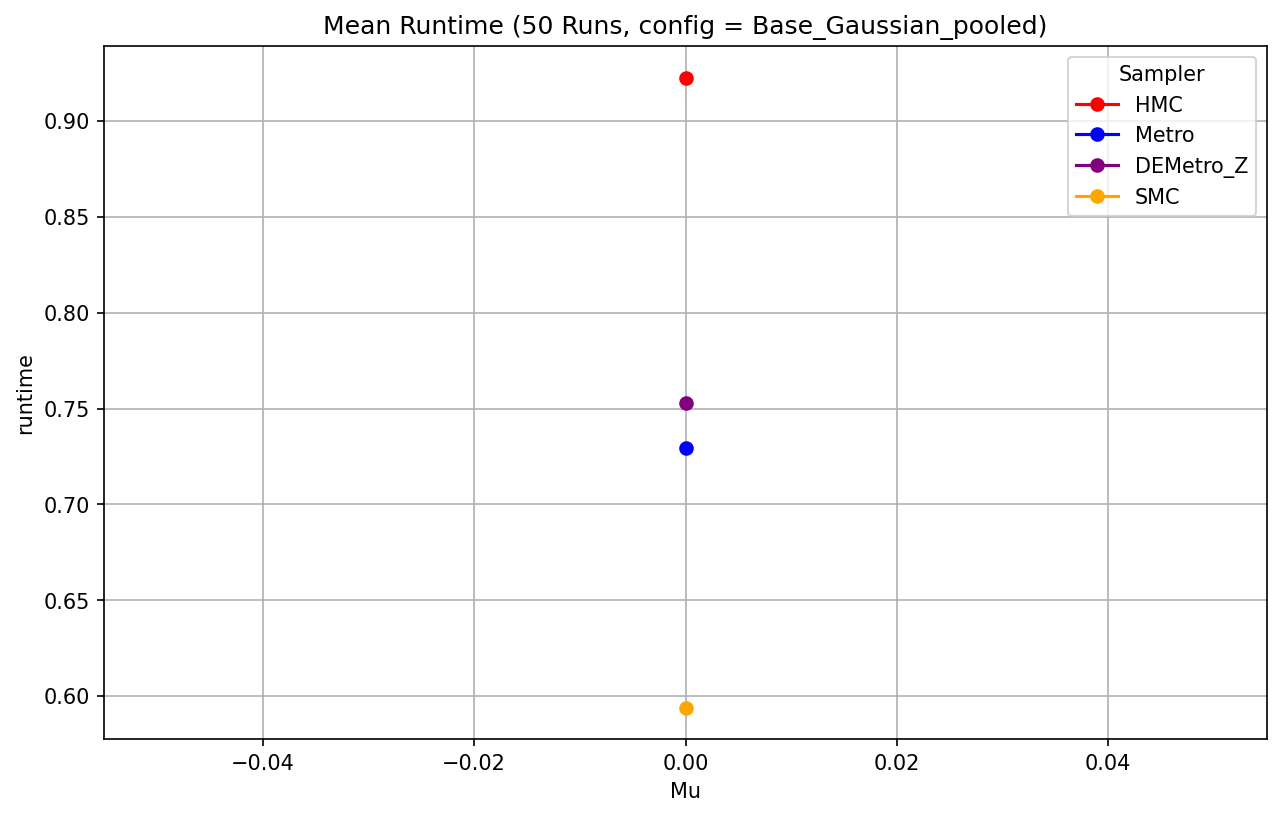 Mean Runtime (50 Runs, config = Base_Gaussian_pooled)
Sampler
HMC
Metro
DEMetro_Z
SMC
runtime
0.90
0.85
0.80
0.75
0.70
0.65
0.60
−0.04
−0.02
0.00
0.02
0.04
Mu